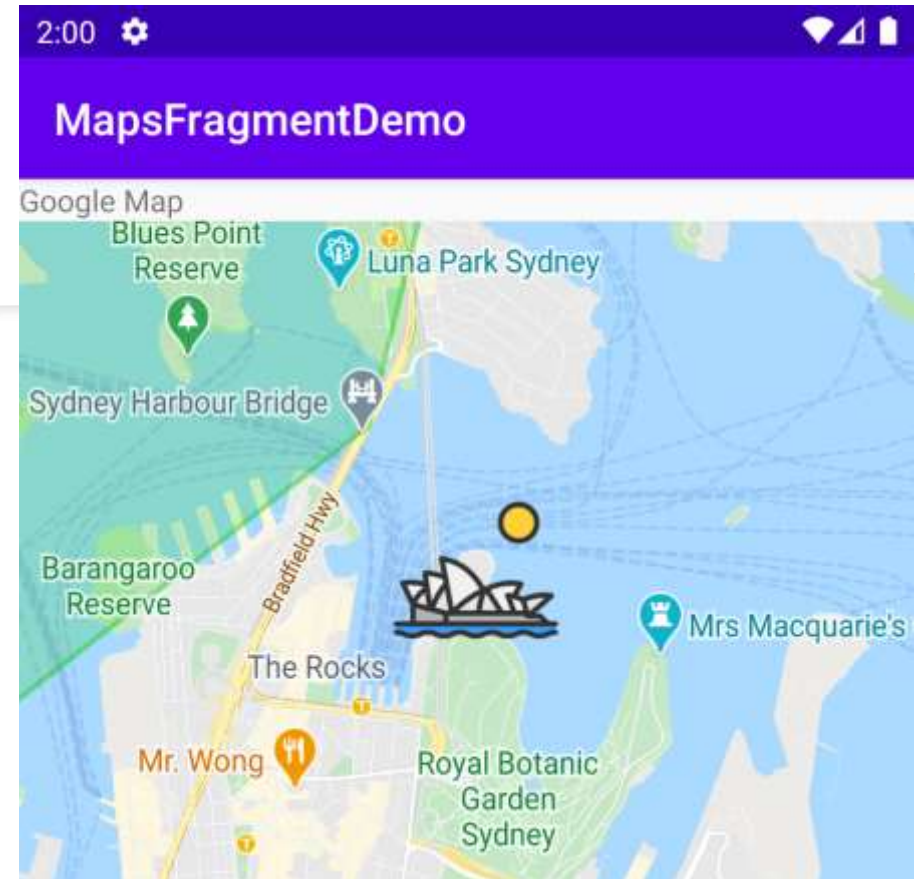 2:00
MapsFragmentDemo
Google Map
Blues Point
Reserve
T
Luna Park Sydney
Sydney Harbour Bridge
Bradfield Hwy
Barangaroo
Reserve
Mrs Macquarie's
The Rocks
T
Mr. Wong
Royal Botanic
Garden
Sydney
T